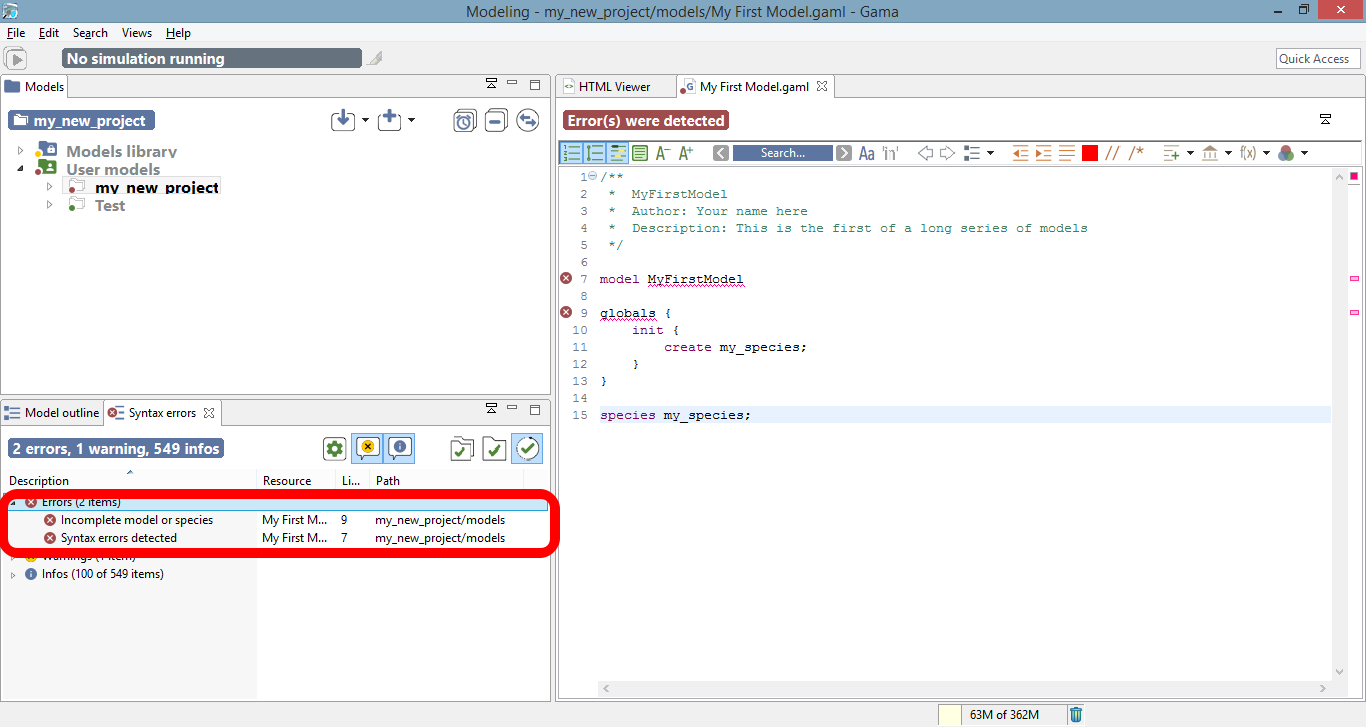 Modeling - my_new_project/models/My First Model.gaml - Gama
File Edit Search Views Help
No simulation running
Quick Access
Models
my_new_project
Models library
User models
my_new_project
Test
HTML Viewer
My First Model.gaml
Error(s) were detected
A- A+ Search... Aa 'in' // /* f(x)
1 /**
2 * MyFirstModel
3 * Author: Your name here
4 * Description: This is the first of a long series of models
5 */
6
7 model MyFirstModel
8
9 globals {
10 init {
11 create my_species;
12 }
13 }
14
15 species my_species;
Model outline
Syntax errors
2 errors, 1 warning, 549 infos
Description Resource Li... Path
Errors (2 items)
Incomplete model or species My First M... 9 my_new_project/models
Syntax errors detected My First M... 7 my_new_project/models
Warnings (1 item)
Infos (100 of 549 items)
63M of 362M